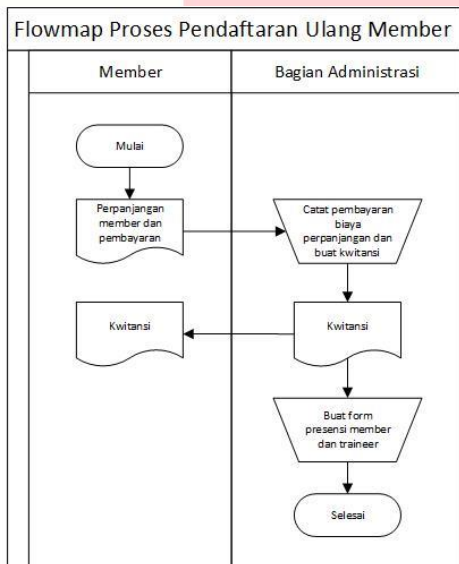 Flowmap Proses Pendaftaran Ulang Member
Member
Bagian Administrasi
Mulai
Perpanjangan
member dan
pembayaran
Catat pembayaran
biaya
perpanjangan dan
buat kwitansi
Kwitansi
Kwitansi
Buat form
presensi member
dan traineer
Selesai